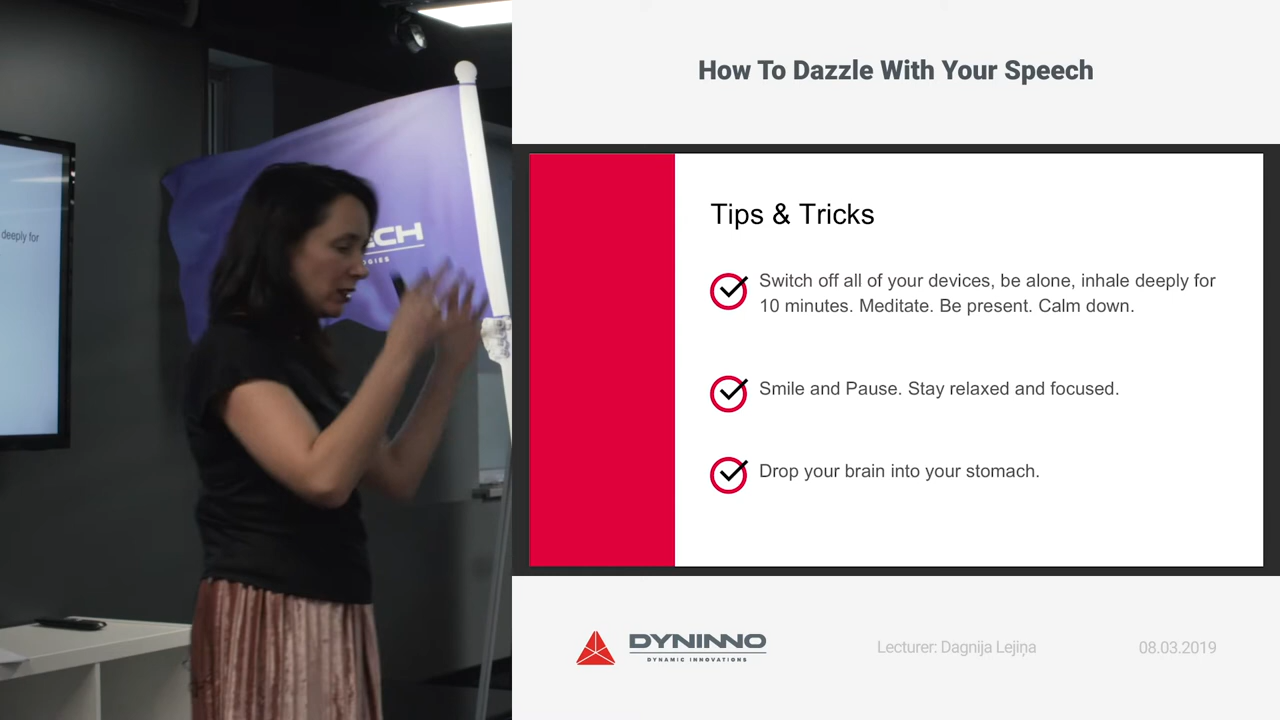 How To Dazzle With Your Speech
deeply for
ECH
GIES
Tips & Tricks
Switch off all of your devices, be alone, inhale deeply for
10 minutes. Meditate. Be present. Calm down.
Smile and Pause. Stay relaxed and focused.
Drop your brain into your stomach.
DYNINNO
DYNAMIC INNOVATIONS
Lecturer: Dagnija Lejiņa
08.03.2019